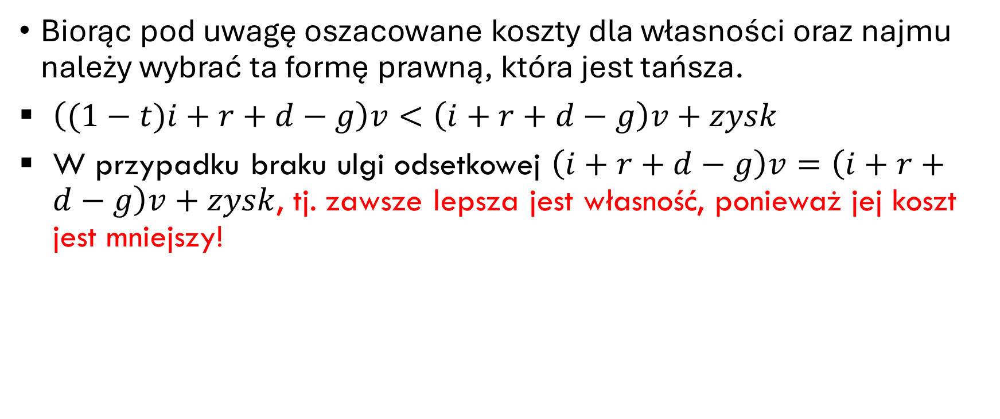 • Biorąc pod uwagę oszacowane koszty dla własności oraz najmu
należy wybrać ta formę prawną, która jest tańsza.
▪ ((1 − t)i + r + d − g)v < (i + r + d − g)v + zysk
▪ W przypadku braku ulgi odsetkowej (i + r + d − g)v = (i + r +
d − g)v + zysk, tj. zawsze lepsza jest własność, ponieważ jej koszt
jest mniejszy!